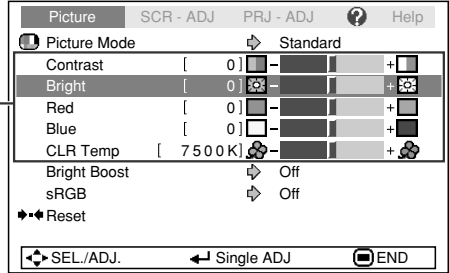 Picture SCR - ADJ PRJ - ADJ ? Help
Picture Mode Standard
Contrast [ 0] - +
Bright [ 0] - +
Red [ 0] - +
Blue [ 0] - +
CLR Temp [ 7500K] - +
Bright Boost Off
sRGB Off
Reset
SEL./ADJ. Single ADJ END